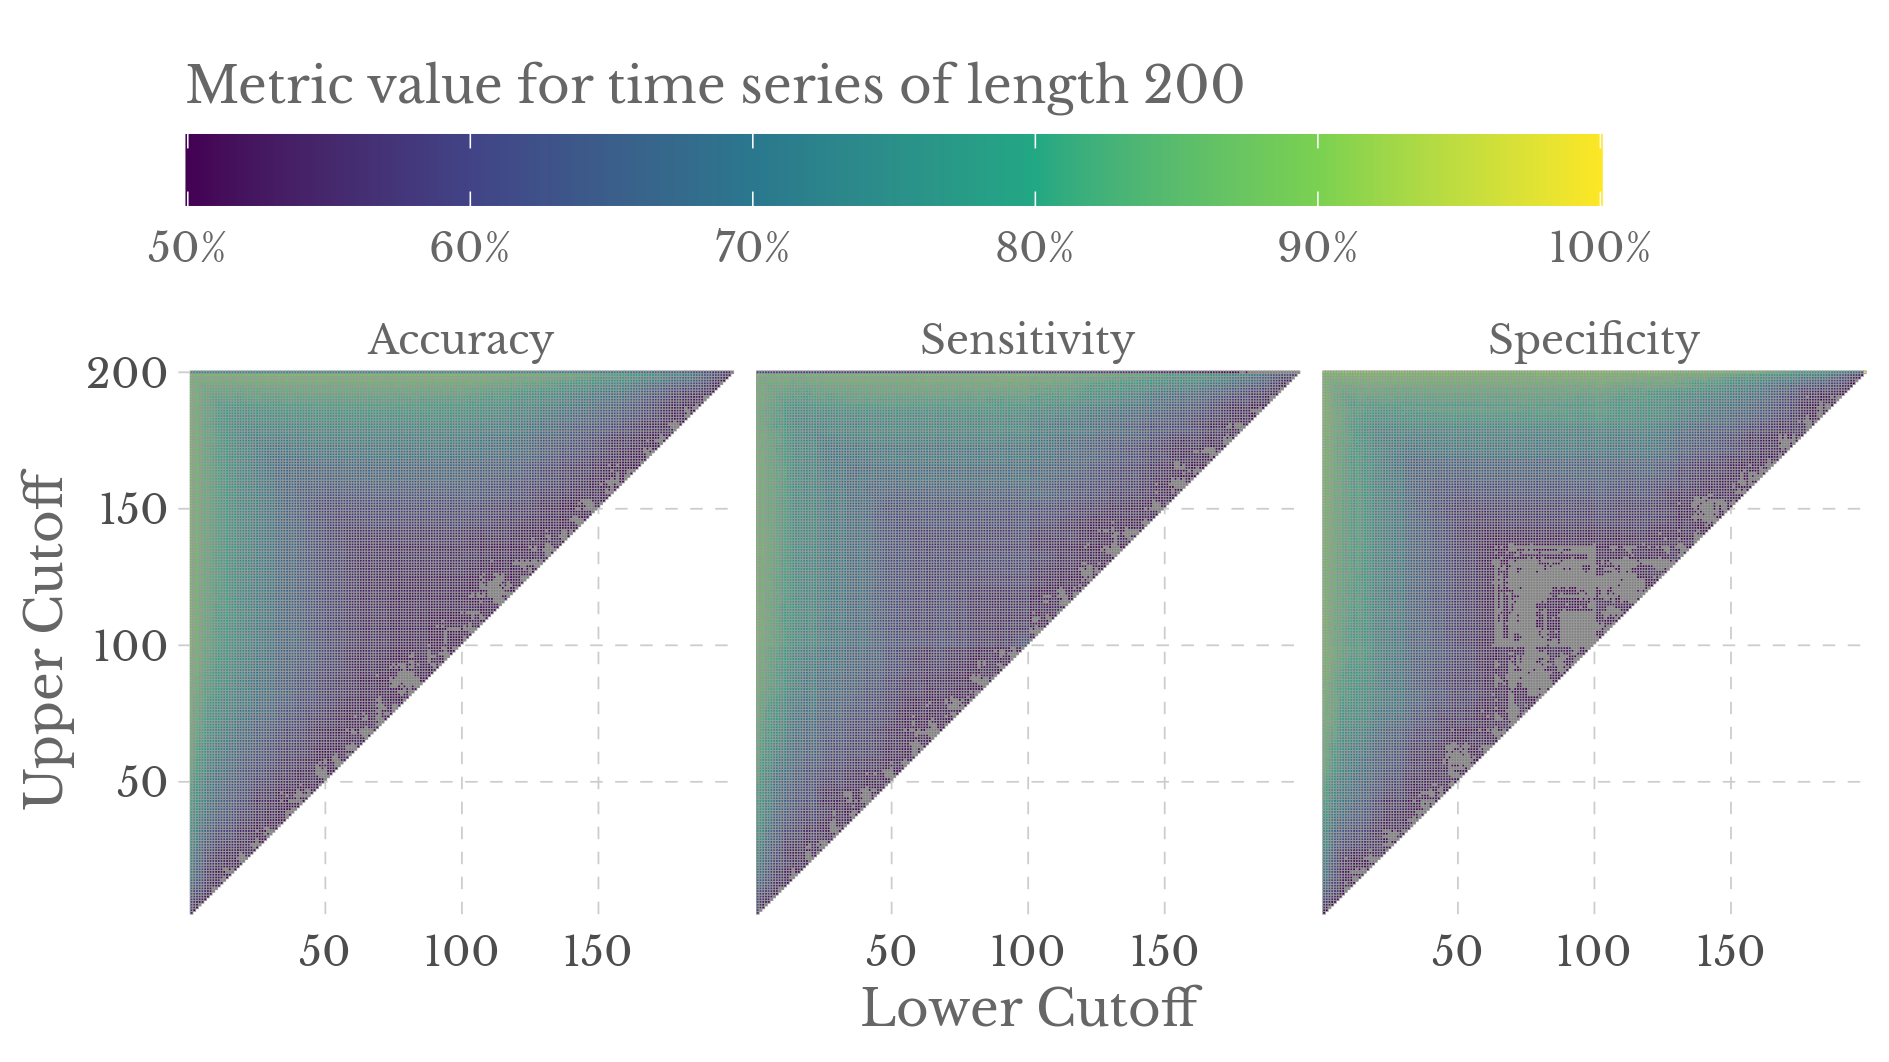 Metric value for time series of length 200
50% 60% 70% 80% 90% 100%
Accuracy Sensitivity Specificity
200
150
100
50
Upper Cutoff
50 100 150 50 100 150 50 100 150
Lower Cutoff